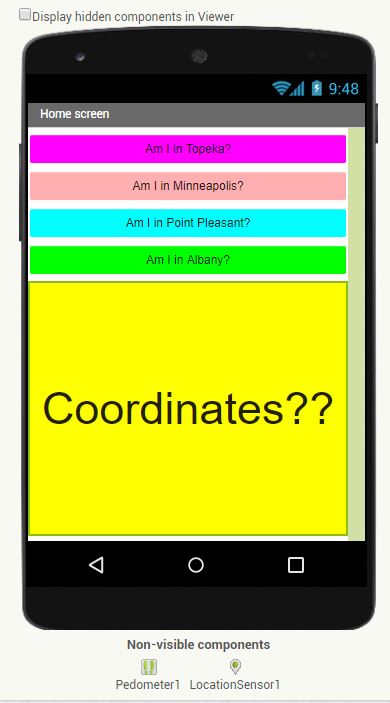 Display hidden components in Viewer
9:48
Home screen
Am I in Topeka?
Am I in Minneapolis?
Am I in Point Pleasant?
Am I in Albany?
Coordinates??
Non-visible components
Pedometer1 LocationSensor1